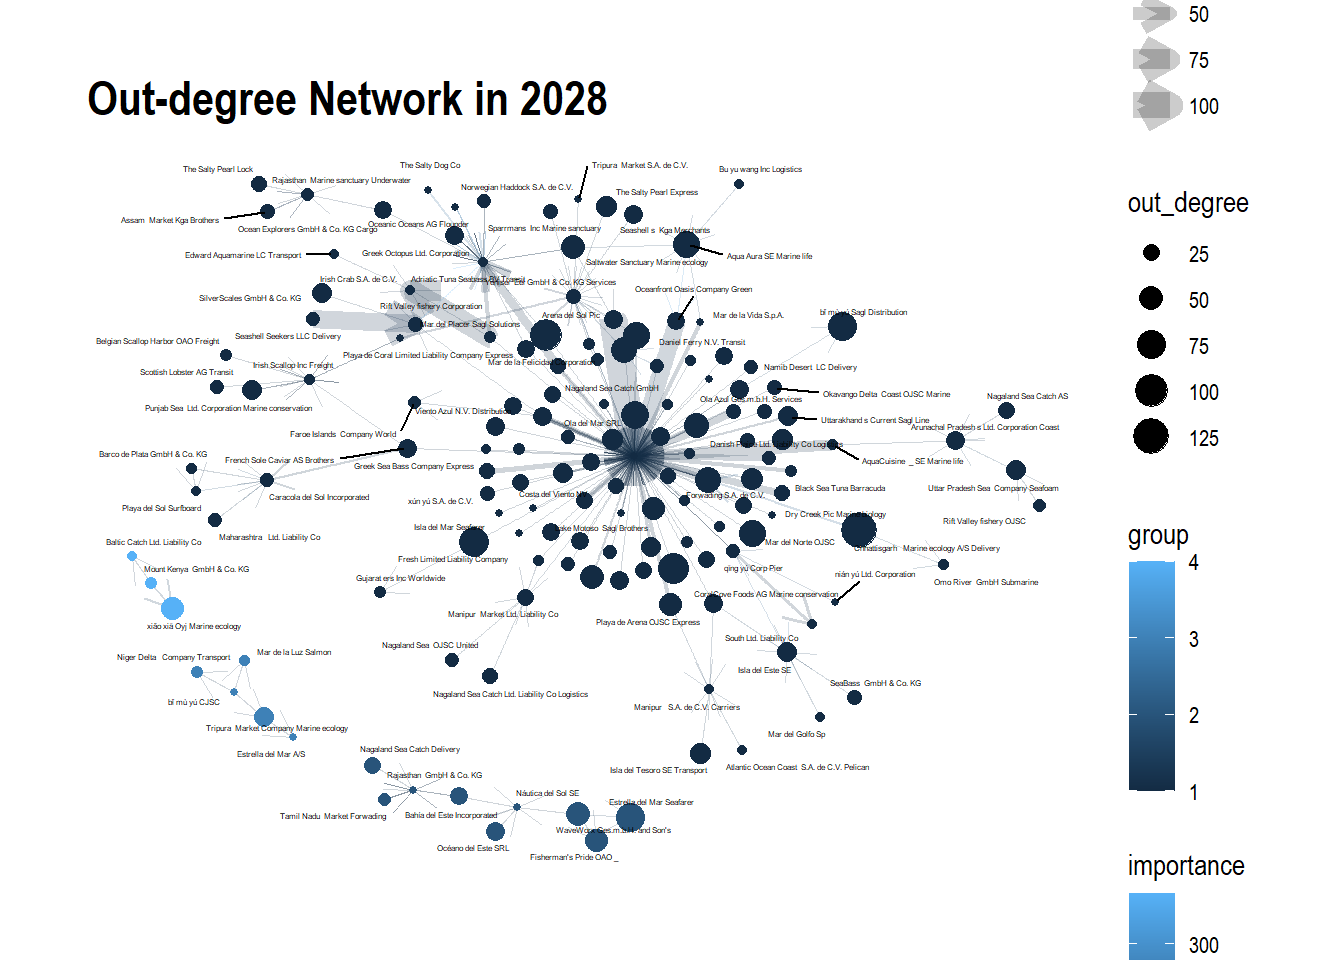 50
75
100
Out-degree Network in 2028
out_degree
25
50
75
100
125
group
4
3
2
1
importance
300
The Salty Pearl Lock
Rajasthan Marine sanctuary Underwater
Assam Market Kga Brothers
Ocean Explorers GmbH & Co. KG Cargo
The Salty Dog Co
Norwegian Haddock S.A. de C.V.
Tripura Market S.A. de C.V.
Bu yu wang Inc Logistics
The Salty Pearl Express
Oceanic Oceans AG Flounder
Sparrmans Inc Marine sanctuary
Seashell s Kga Merchants
Edward Aquamarine LC Transport
Greek Octopus Ltd. Corporation
Saltwater Sanctuary Marine ecology
Aqua Aura SE Marine life
Irish Crab S.A. de C.V.
Adriatic Tuna Seabass BV Transit
GmbH & Co. KG Services
Oceanfront Oasis Company Green
SilverScales GmbH & Co. KG
Rift Valley fishery Corporation
Arena del Sol Pic
Mar de la Vida S.p.A.
bǐ mù yú Sagl Distribution
Mar del Placer Sagl Solutions
Seashell Seekers LLC Delivery
Belgian Scallop Harbor OAO Freight
Playa de Coral Limited Liability Company Express
Daniel Ferry N.V. Transit
Irish Scallop Inc Freight
Mar de la Felicidad Corporation
Namib Desert LC Delivery
Scottish Lobster AG Transit
Nagaland Sea Catch GmbH
Okavango Delta Coast OJSC Marine
Nagaland Sea Catch AS
Punjab Sea Ltd. Corporation Marine conservation
Viento Azul N.V. Distribution
Ola Azul Ges.m.b.H. Services
Uttarakhand s Current Sagl Line
Ola del Mar SRL
Arunachal Pradesh s Ltd. Corporation Coast
Faroe Islands Company World
Danish Plaice Ltd. Liability Co Logistics
Barco de Plata GmbH & Co. KG
French Sole Caviar AS Brothers
Greek Sea Bass Company Express
AquaCuisine _ SE Marine life
Caracola del Sol Incorporated
xún yú S.A. de C.V.
Costa del Viento NV
Forwading S.A. de C.V.
Black Sea Tuna Barracuda
Uttar Pradesh Sea Company Seafoam
Playa del Sol Surfboard
Dry Creek Pic Marine biology
Rift Valley fishery OJSC
Isla del Mar Seafarer
Lake Motoso Sagl Brothers
Maharashtra Ltd. Liability Co
Baltic Catch Ltd. Liability Co
Mar del Norte OJSC
Chhattisgarh Marine ecology A/S Delivery
Fresh Limited Liability Company
Mount Kenya GmbH & Co. KG
qing yú Corp Pier
nián yú Ltd. Corporation
Gujarat ers Inc Worldwide
Omo River GmbH Submarine
CoralCove Foods AG Marine conservation
Manipur Market Ltd. Liability Co
Playa de Arena OJSC Express
xiǎo xiā Oyj Marine ecology
South Ltd. Liability Co
Nagaland Sea OJSC United
Mar de la Luz Salmon
Niger Delta Company Transport
Isla del Este SE
SeaBass GmbH & Co. KG
Nagaland Sea Catch Ltd. Liability Co Logistics
bǐ mù yú CJSC
Manipur S.A. de C.V. Carriers
Tripura Market Company Marine ecology
Mar del Golfo Sp
Nagaland Sea Catch Delivery
Estrella del Mar A/S
Isla del Tesoro SE Transport
Atlantic Ocean Coast S.A. de C.V. Pelican
Rajasthan GmbH & Co. KG
Náutica del Sol SE
Estrella del Mar Seafarer
Tamil Nadu Market Forwading
Bahía del Este Incorporated
WaveWorx Ges.m.b.H. and Son's
Océano del Este SRL
Fisherman's Pride OAO _